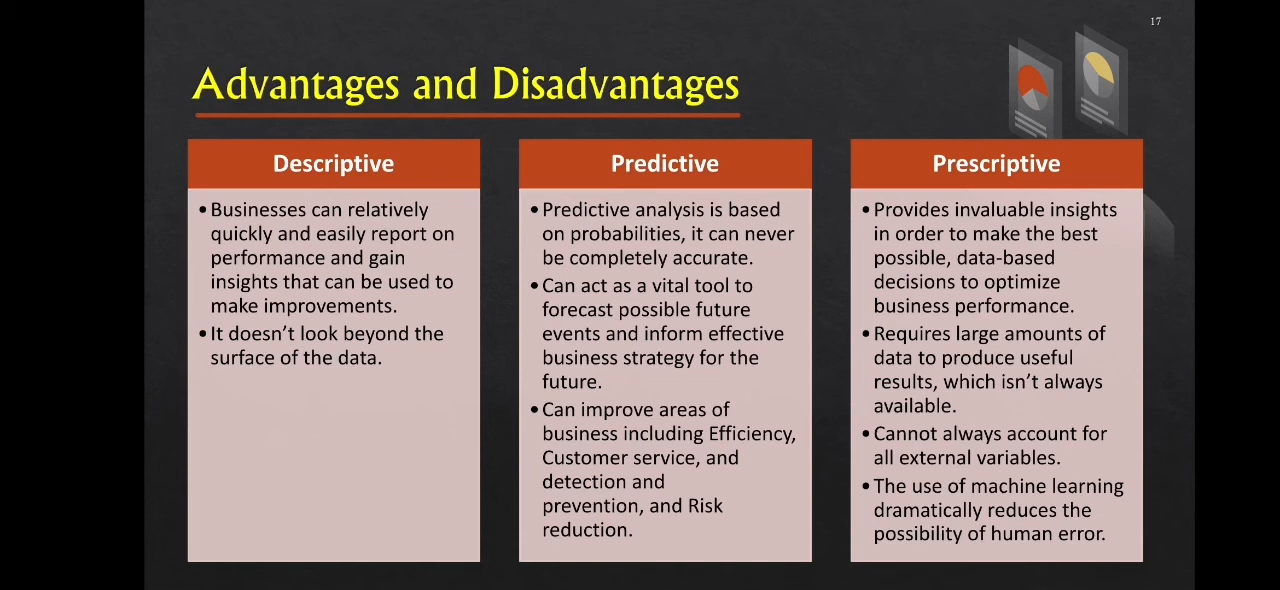 17
Advantages and Disadvantages
Descriptive
• Businesses can relatively
quickly and easily report on
performance and gain
insights that can be used to
make improvements.
• It doesn’t look beyond the
surface of the data.
Predictive
• Predictive analysis is based
on probabilities, it can never
be completely accurate.
• Can act as a vital tool to
forecast possible future
events and inform effective
business strategy for the
future.
• Can improve areas of
business including Efficiency,
Customer service, and
detection and
prevention, and Risk
reduction.
Prescriptive
• Provides invaluable insights
in order to make the best
possible, data-based
decisions to optimize
business performance.
• Requires large amounts of
data to produce useful
results, which isn’t always
available.
• Cannot always account for
all external variables.
• The use of machine learning
dramatically reduces the
possibility of human error.